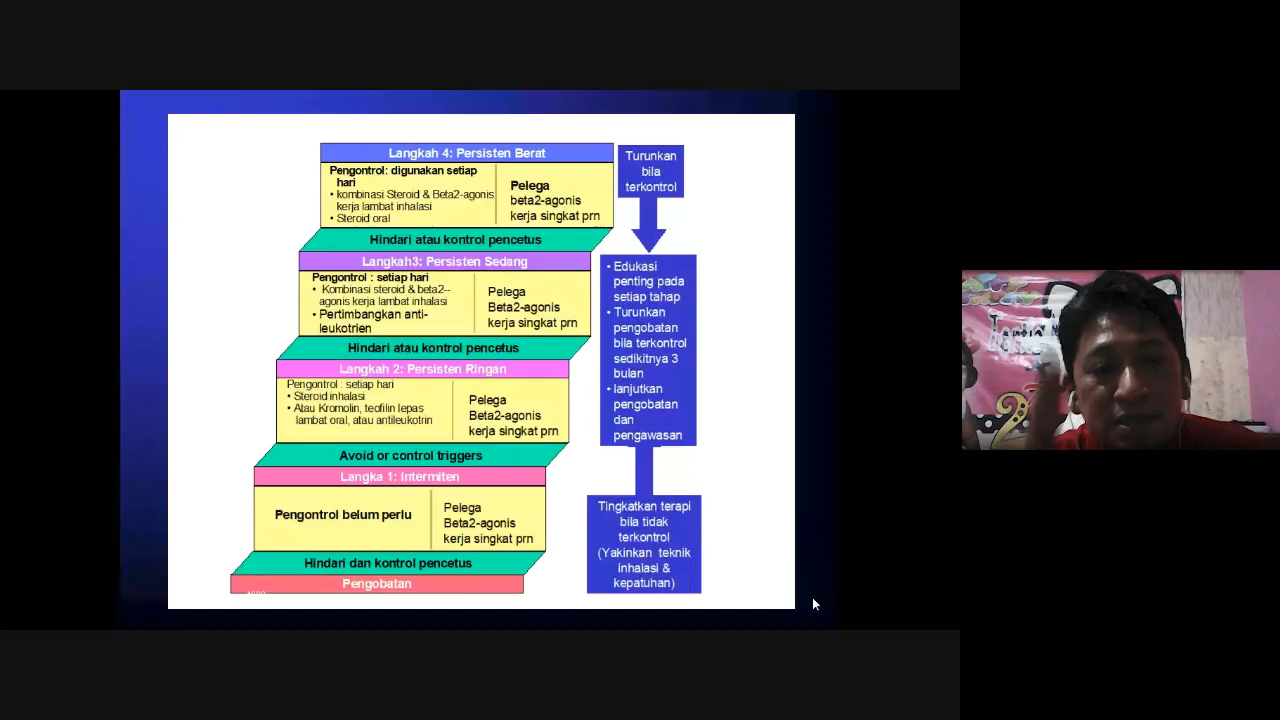 Langkah 4: Persisten Berat
Pengontrol: digunakan setiap
hari
• kombinasi Steroid & Beta2-agonis
kerja lambat inhalasi
• Steroid oral
Pelega
beta2-agonis
kerja singkat prn
Hindari atau kontrol pencetus
Langkah3: Persisten Sedang
Pengontrol : setiap hari
• Kombinasi steroid & beta2--
agonis kerja lambat inhalasi
• Pertimbangkan anti-
leukotrien
Pelega
Beta2-agonis
kerja singkat prn
Hindari atau kontrol pencetus
Langkah 2: Persisten Ringan
Pengontrol : setiap hari
• Steroid inhalasi
• Atau Kromolin, teofilin lepas
lambat oral, atau antileukotrin
Pelega
Beta2-agonis
kerja singkat prn
Avoid or control triggers
Langka 1: Intermiten
Pengontrol belum perlu
Pelega
Beta2-agonis
kerja singkat prn
Hindari dan kontrol pencetus
Pengobatan
Turunkan
bila
terkontrol
• Edukasi
penting pada
setiap tahap
• Turunkan
pengobatan
bila terkontrol
sedikitnya 3
bulan
• lanjutkan
pengobatan
dan
pengawasan
Tingkatkan terapi
bila tidak
terkontrol
(Yakinkan teknik
inhalasi &
kepatuhan)